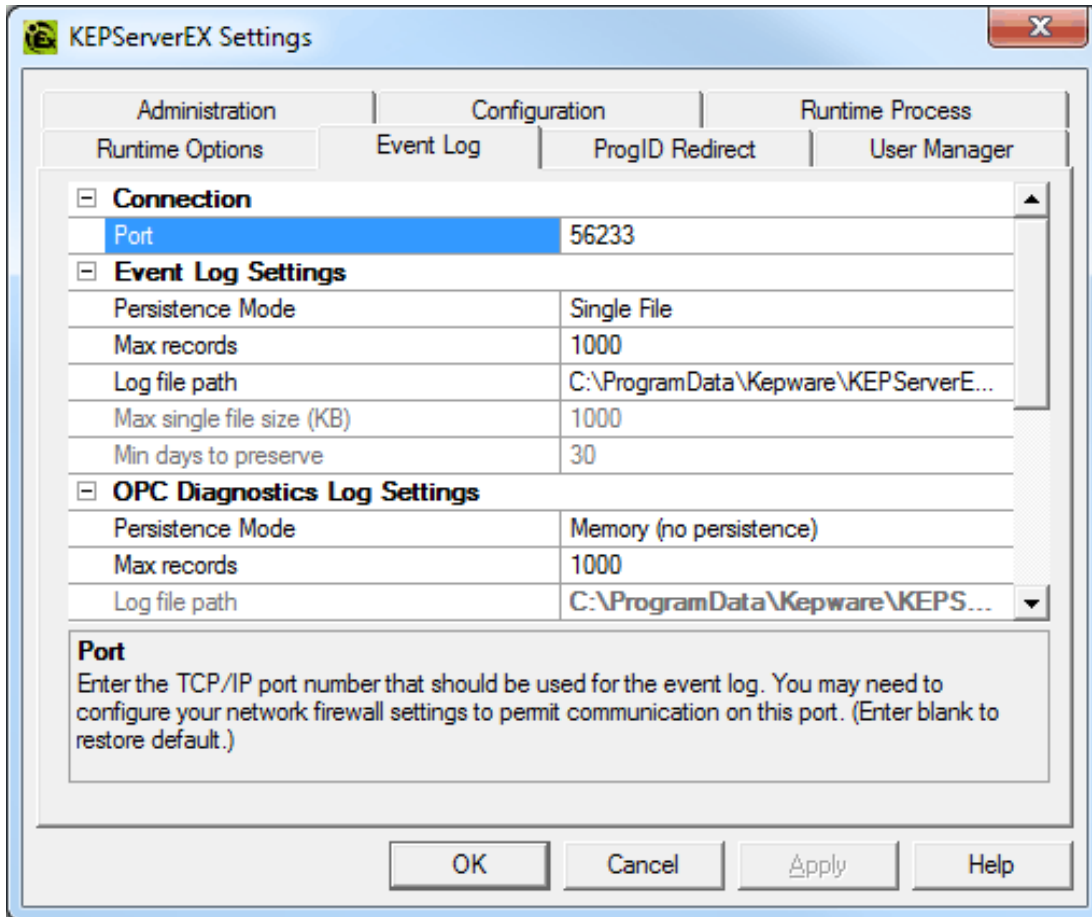 KEPServerEX Settings
Administration Configuration Runtime Process
Runtime Options Event Log ProgID Redirect User Manager
Connection
Port 56233
Event Log Settings
Persistence Mode Single File
Max records 1000
Log file path C:\ProgramData\Kepware\KEPServerE...
Max single file size (KB) 1000
Min days to preserve 30
OPC Diagnostics Log Settings
Persistence Mode Memory (no persistence)
Max records 1000
Log file path C:\ProgramData\Kepware\KEPS...
Port
Enter the TCP/IP port number that should be used for the event log. You may need to
configure your network firewall settings to permit communication on this port. (Enter blank to
restore default.)
OK Cancel Apply Help